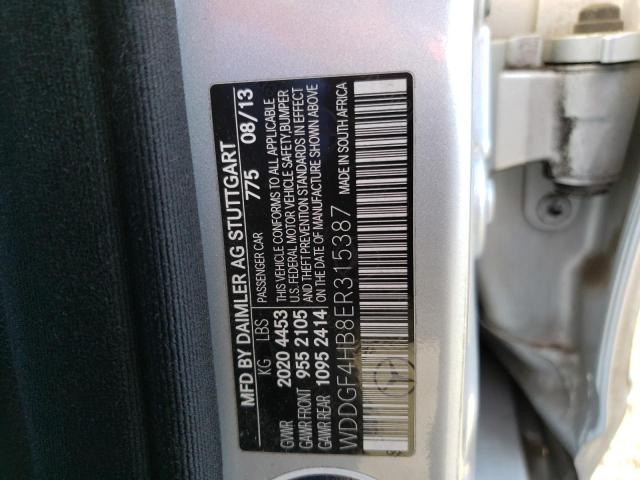 MFD BY DAIMLER AG STUTTGART
KG LBS PASSENGER CAR 775 08/13
GVWR 2020 4453 THIS VEHICLE CONFORMS TO ALL APPLICABLE
U.S. FEDERAL MOTOR VEHICLE SAFETY, BUMPER
GAWR FRONT 955 2105 AND THEFT PREVENTION STANDARDS IN EFFECT
GAWR REAR 1095 2414 ON THE DATE OF MANUFACTURE SHOWN ABOVE
WDDGF4HB8ER315387 MADE IN SOUTH AFRICA